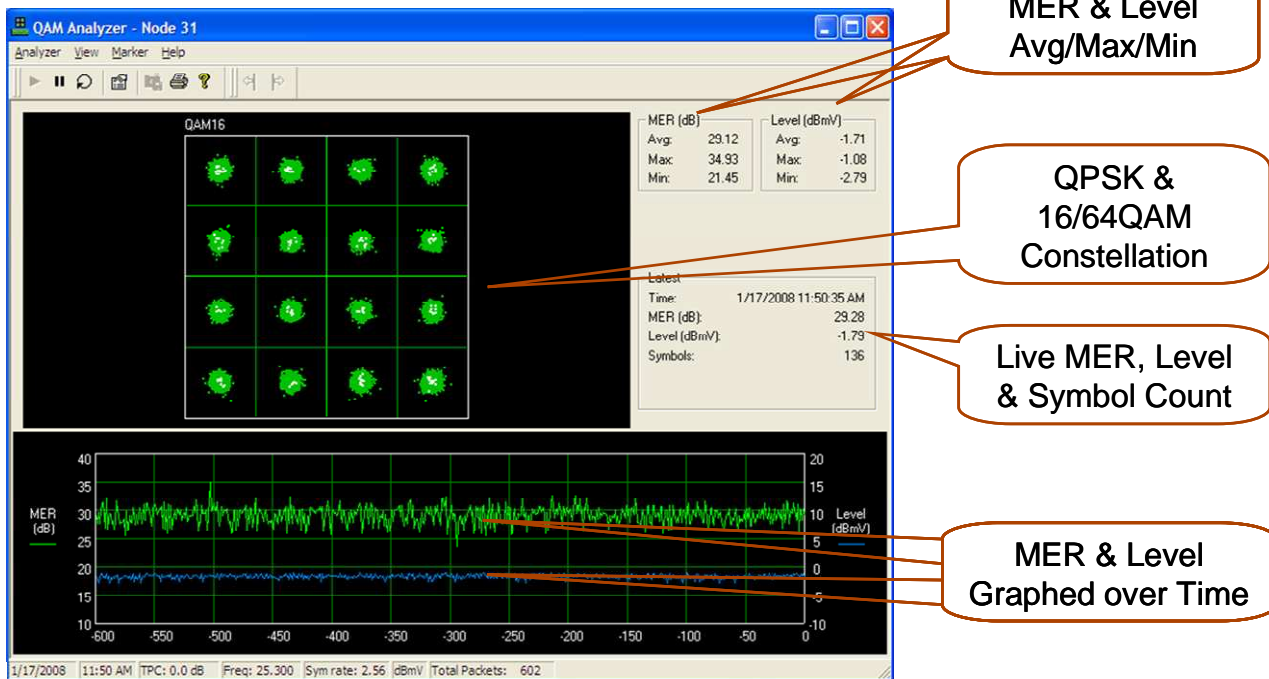 QAM Analyzer - Node 31
Analyzer View Marker Help
MER & Level
Avg/Max/Min
QAM16
MER (dB)
Avg: 29.12
Max: 34.93
Min: 21.45
Level (dBmV)
Avg: -1.71
Max: -1.08
Min: -2.79
QPSK &
16/64QAM
Constellation
Latest
Time: 1/17/2008 11:50:35 AM
MER (dB): 29.28
Level (dBmV): -1.79
Symbols: 136
Live MER, Level
& Symbol Count
MER
(dB)
40
35
30
25
20
15
10
20
15
10
5
0
-5
-10
Level
(dBmV)
-600 -550 -500 -450 -400 -350 -300 -250 -200 -150 -100 -50 0
MER & Level
Graphed over Time
1/17/2008 11:50 AM TPC: 0.0 dB Freq: 25.300 Sym rate: 2.56 dBmV Total Packets: 602